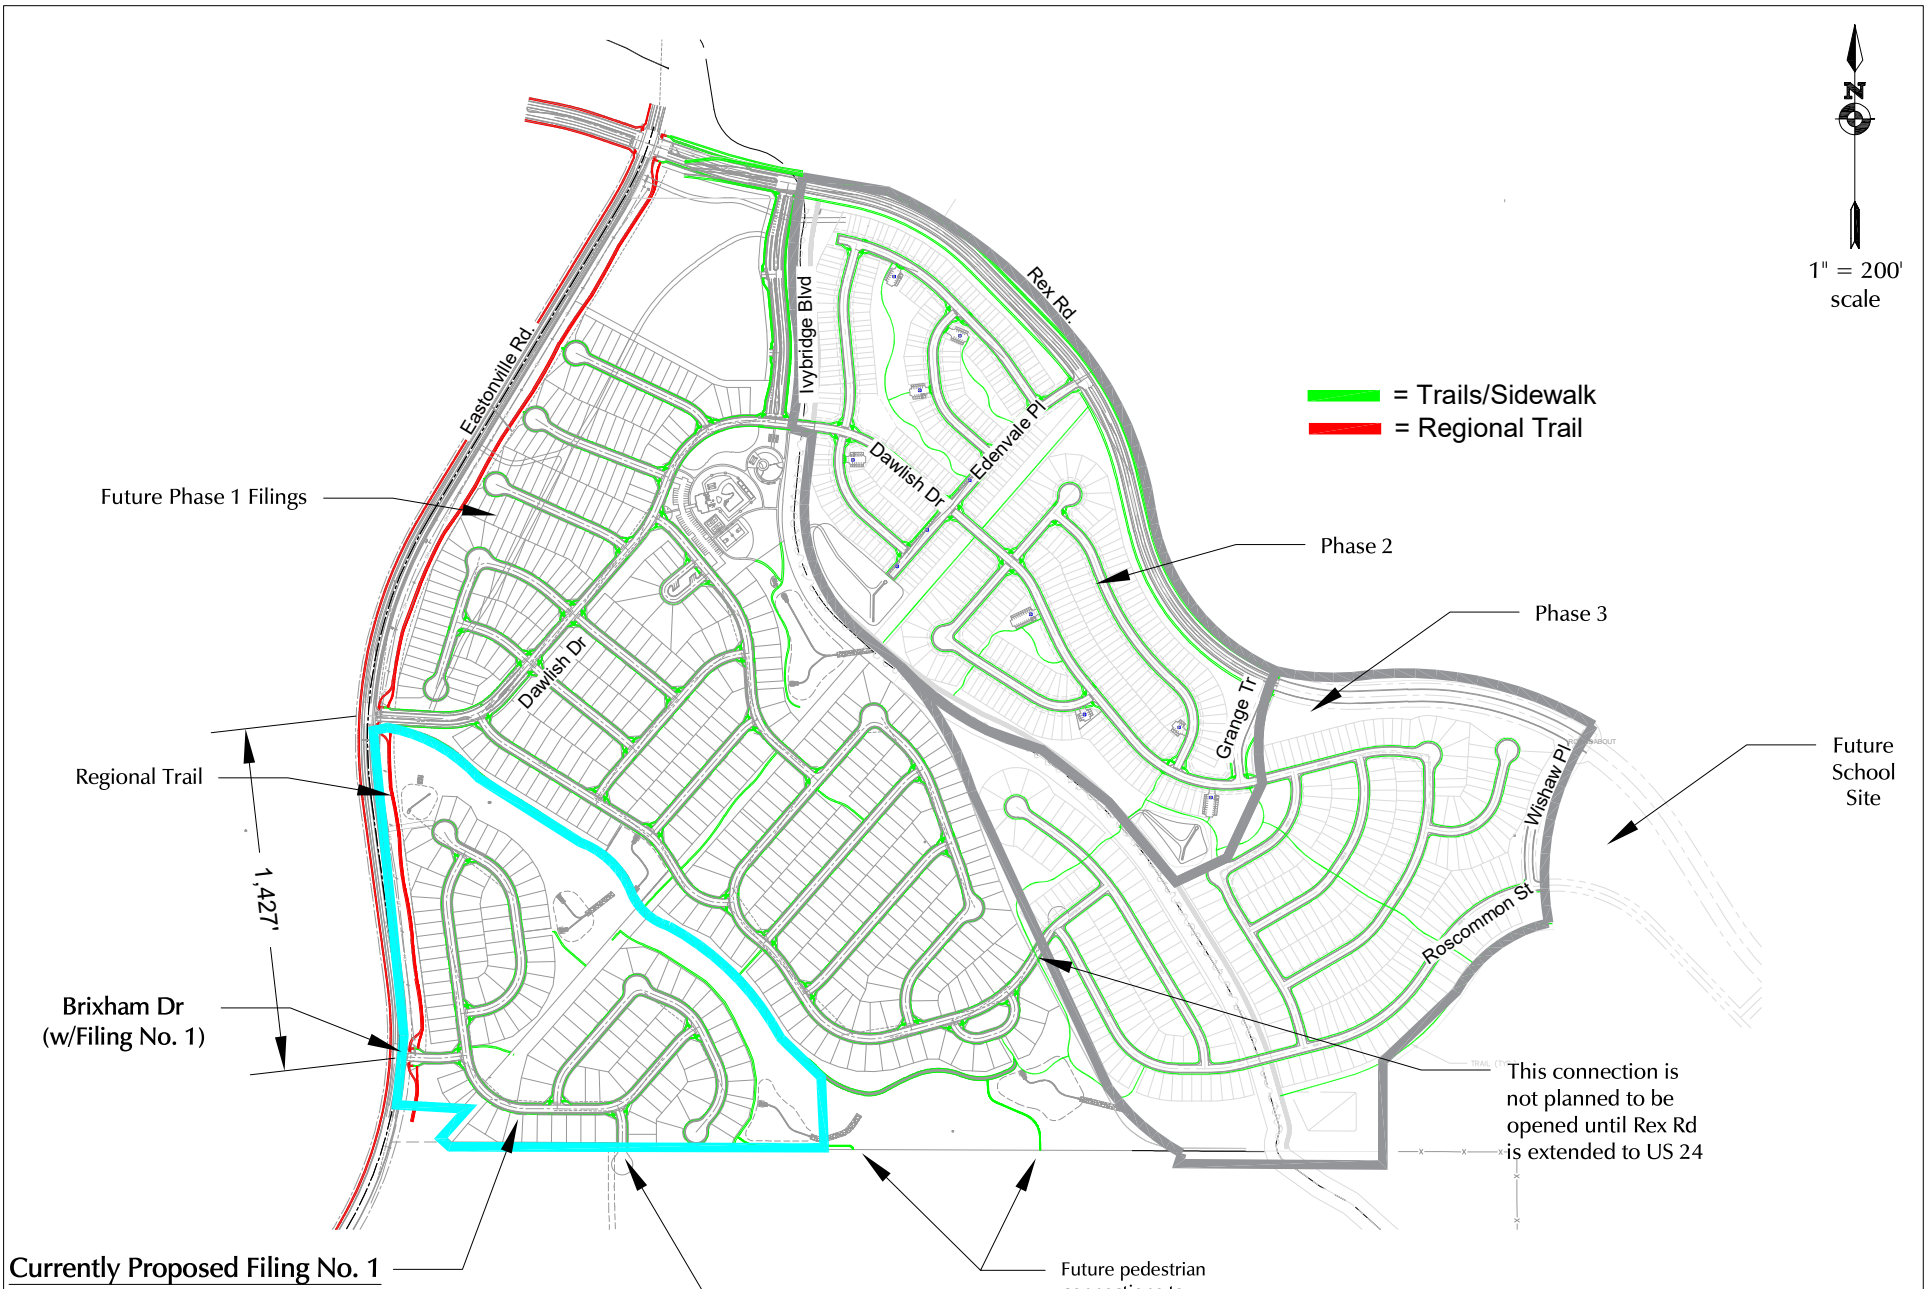 N
1" = 200'
scale
Rex Rd.
Ivybridge Blvd
Eastonville Rd.
= Trails/Sidewalk
= Regional Trail
Edenvale Pl
Dawlish Dr
Future Phase 1 Filings
Phase 2
Phase 3
Dawlish Dr
Grange Tr
Wishaw Pl
Future
School
Site
Regional Trail
1,427'
Roscommon St
Brixham Dr
(w/Filing No. 1)
TRAIL (TYP.)
This connection is
not planned to be
opened until Rex Rd
is extended to US 24
Currently Proposed Filing No. 1
Future pedestrian